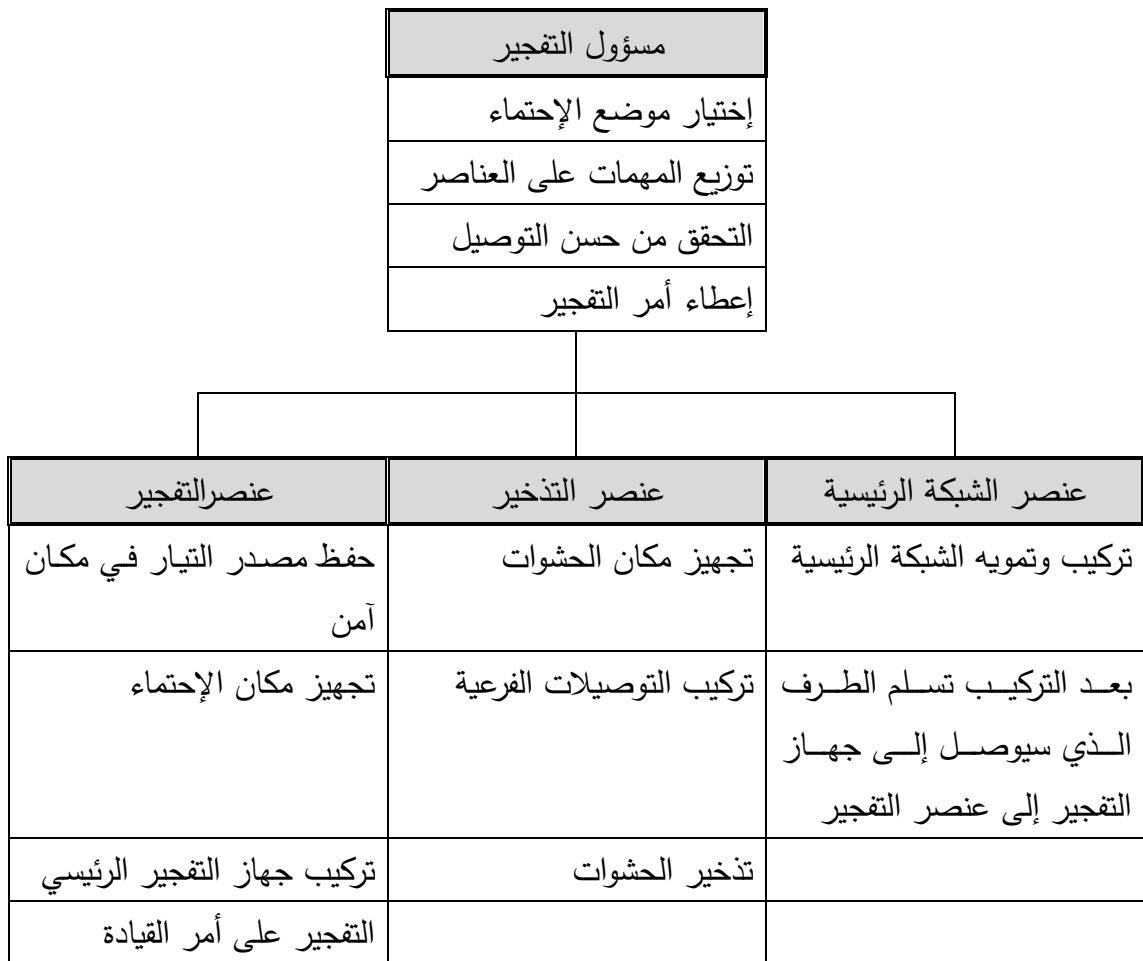 مسؤول التفجير
إختيار موضع الإحتماء
توزيع المهمات على العناصر
التحقق من حسن التوصيل
إعطاء أمر التفجير
عنصر الشبكة الرئيسية
تركيب وتمويه الشبكة الرئيسية
بعد التركيب تسلم الطرف
الذي سيوصل إلى جهاز
التفجير إلى عنصر التفجير
عنصر التذخير
تجهيز مكان الحشوات
تركيب التوصيلات الفرعية
تذخير الحشوات
عنصرالتفجير
حفظ مصدر التيار في مكان
آمن
تجهيز مكان الإحتماء
تركيب جهاز التفجير الرئيسي
التفجير على أمر القيادة